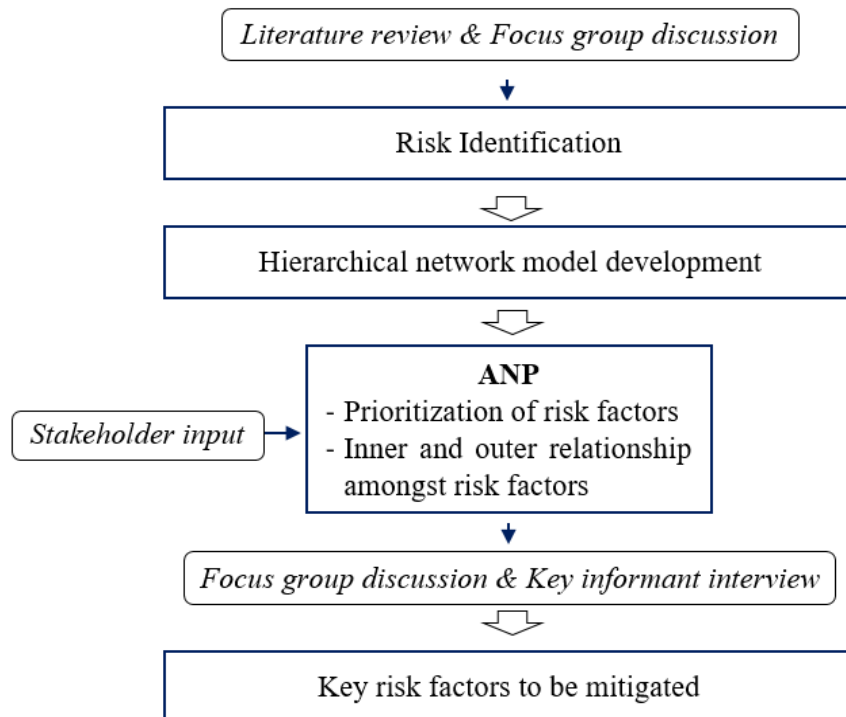 Literature review & Focus group discussion
Risk Identification
Hierarchical network model development
ANP
- Prioritization of risk factors
- Inner and outer relationship
amongst risk factors
Stakeholder input
Focus group discussion & Key informant interview
Key risk factors to be mitigated